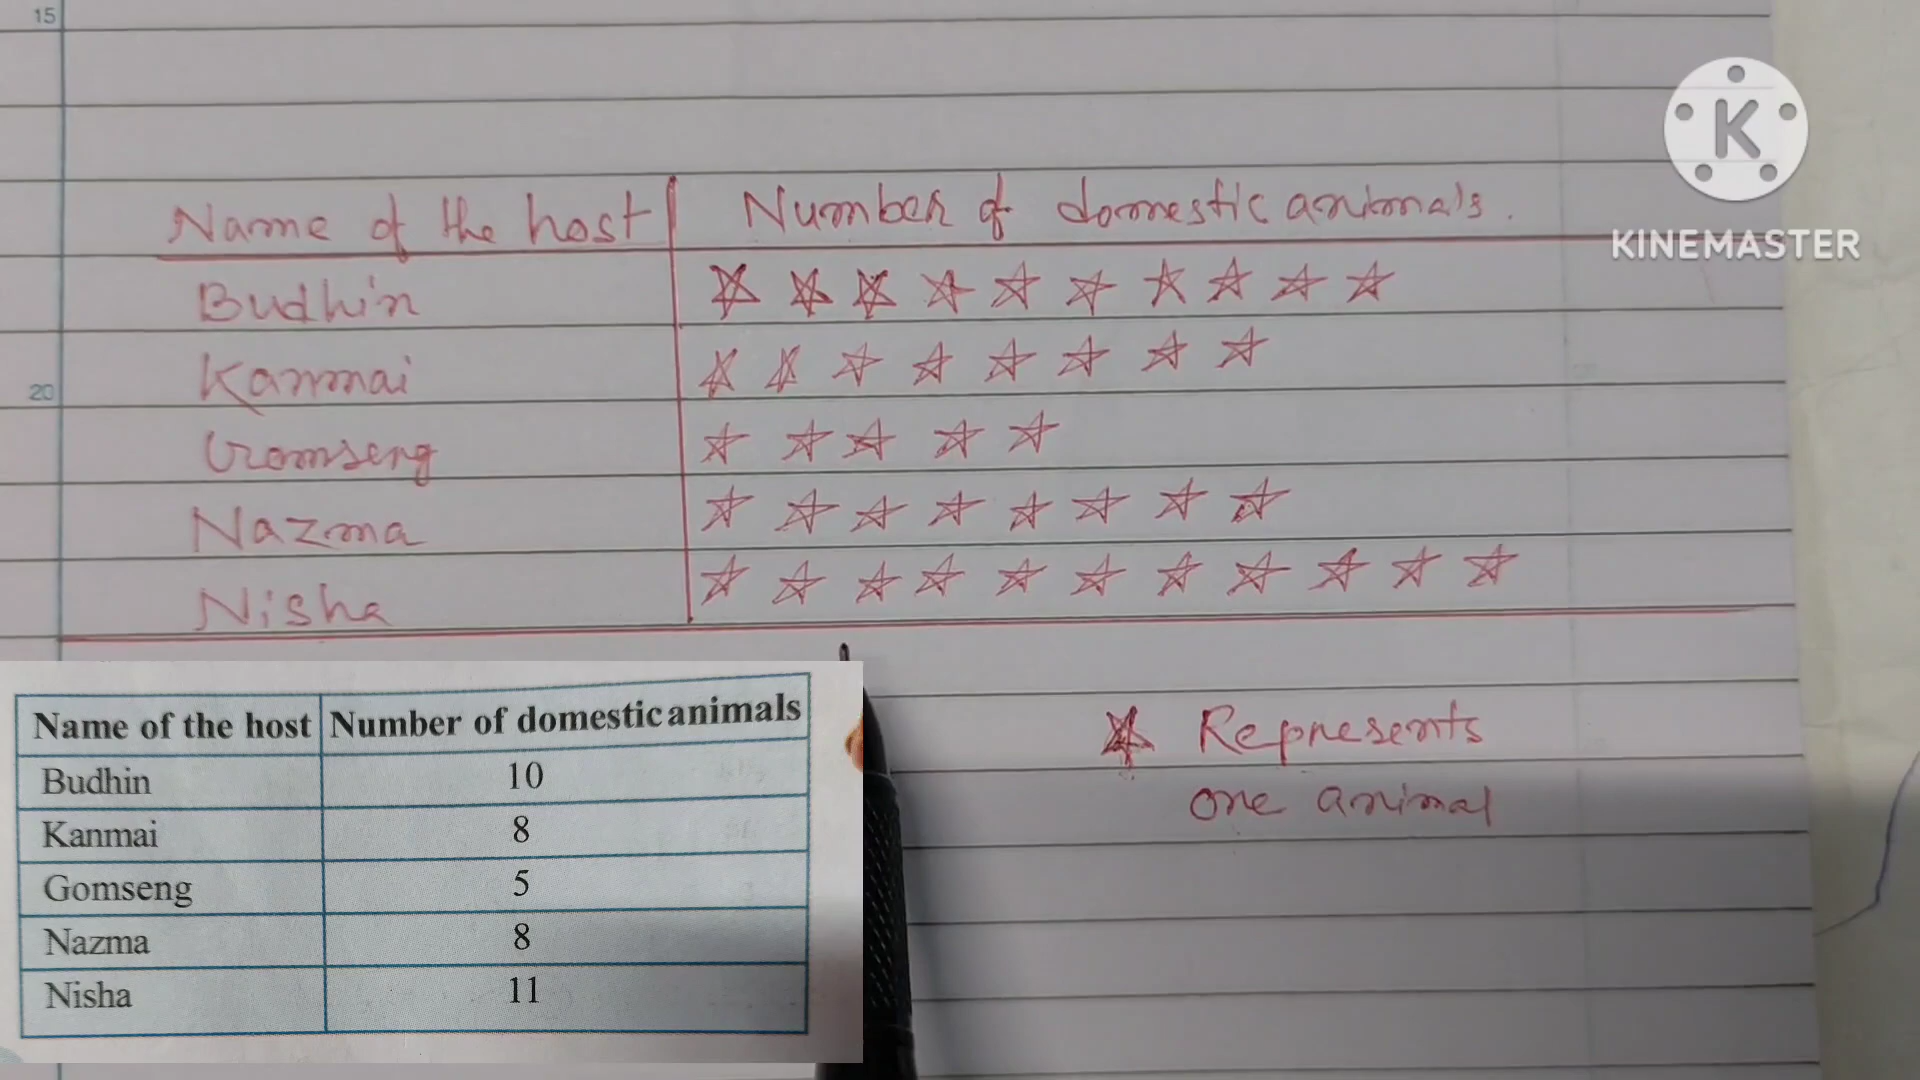 15
Name of the host Number of domestic animals.
Budhin
20
Kanmai
Gomseng
Nazma
Nisha
Represents
one animal
Name of the host Number of domestic animals
Budhin 10
Kanmai 8
Gomseng 5
Nazma 8
Nisha 11
K
KINEMASTER